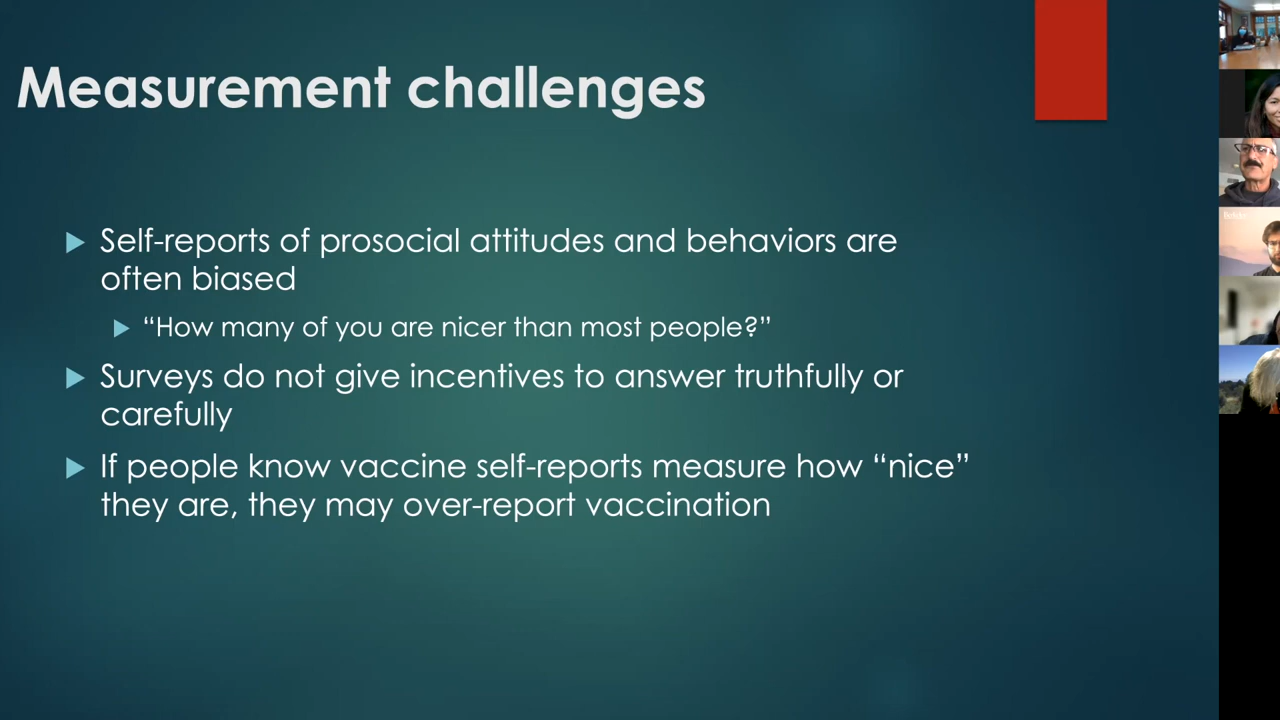 Measurement challenges
Self-reports of prosocial attitudes and behaviors are
often biased
“How many of you are nicer than most people?”
Surveys do not give incentives to answer truthfully or
carefully
If people know vaccine self-reports measure how “nice”
they are, they may over-report vaccination